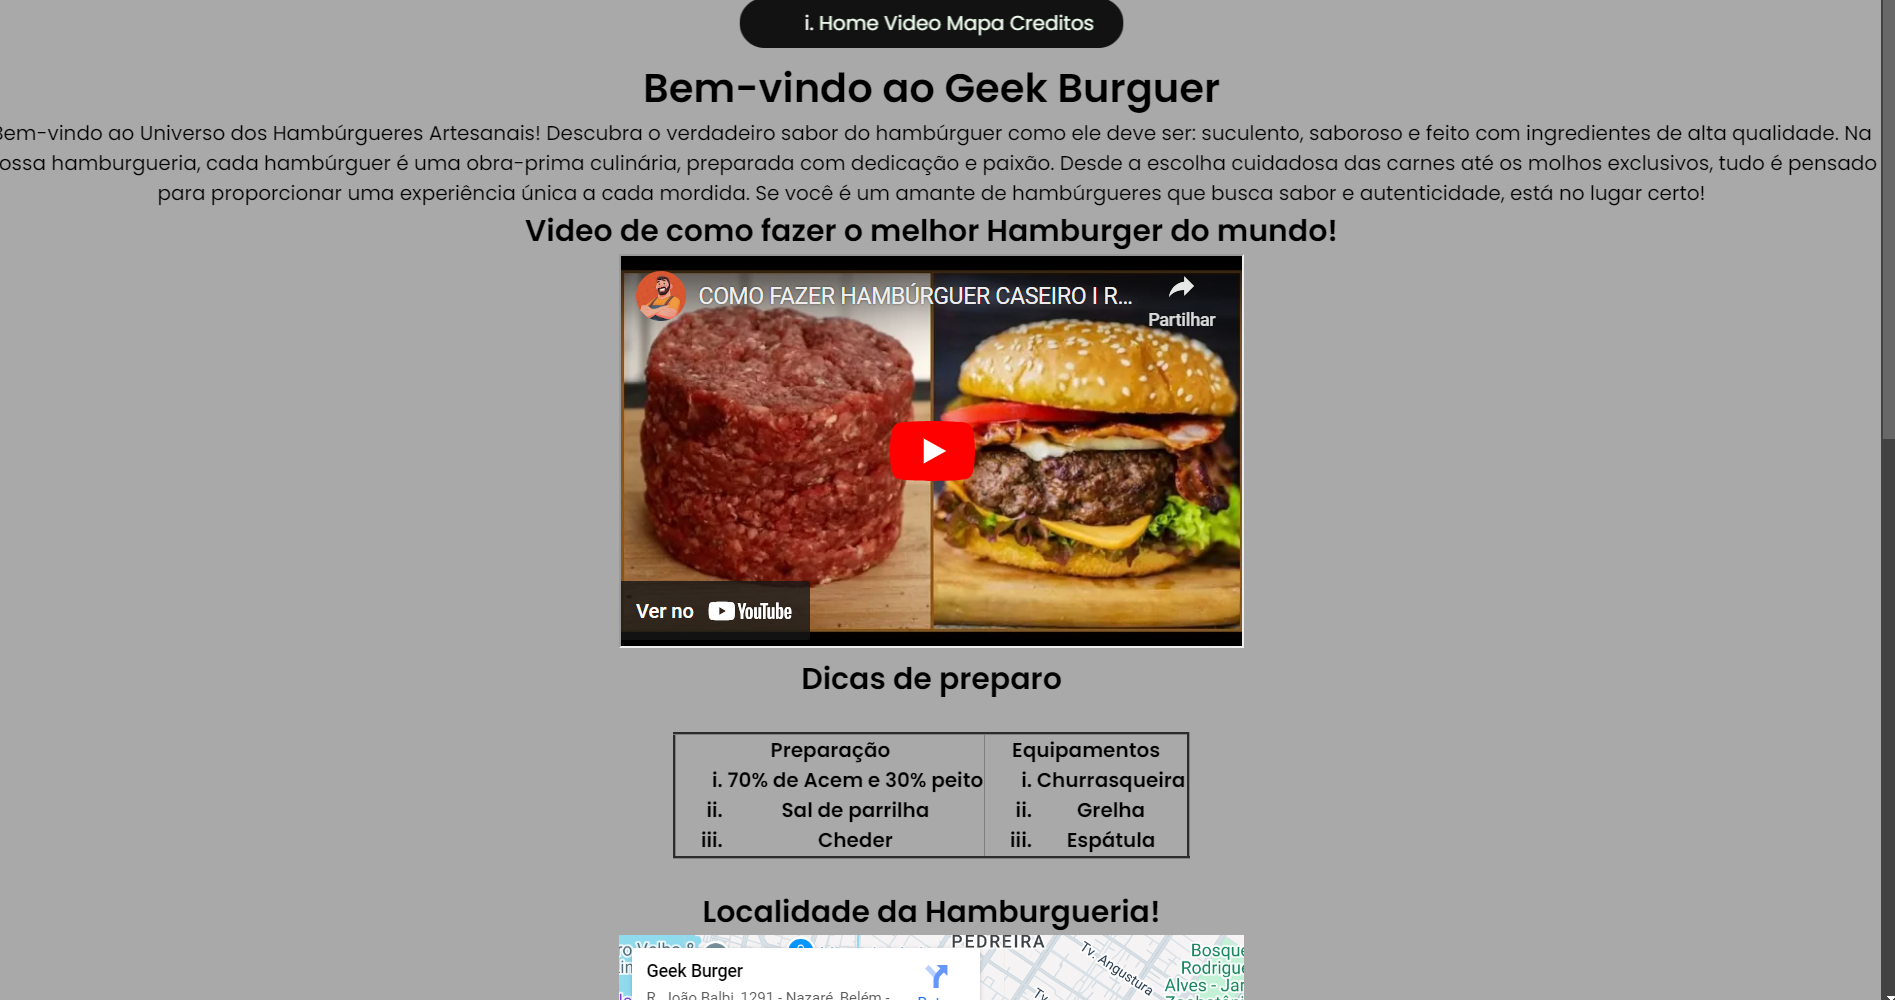 i. Home Video Mapa Creditos
Bem-vindo ao Geek Burguer
Bem-vindo ao Universo dos Hambúrgueres Artesanais! Descubra o verdadeiro sabor do hambúrguer como ele deve ser: suculento, saboroso e feito com ingredientes de alta qualidade. Na
ossa hamburgueria, cada hambúrguer é uma obra-prima culinária, preparada com dedicação e paixão. Desde a escolha cuidadosa das carnes até os molhos exclusivos, tudo é pensado
para proporcionar uma experiência única a cada mordida. Se você é um amante de hambúrgueres que busca sabor e autenticidade, está no lugar certo!
Video de como fazer o melhor Hamburger do mundo!
COMO FAZER HAMBÚRGUER CASEIRO I R...
Partilhar
Ver no YouTube
Dicas de preparo
Preparação Equipamentos
i. 70% de Acem e 30% peito i. Churrasqueira
ii. Sal de parrilha ii. Grelha
iii. Cheder iii. Espátula
Localidade da Hamburgueria!
PEDREIRA
Tv. Angustura
Bosque
Rodrigue
Alves - Jar
Geek Burger
R. João Balbi, 1291 - Nazaré, Belém -
Tv